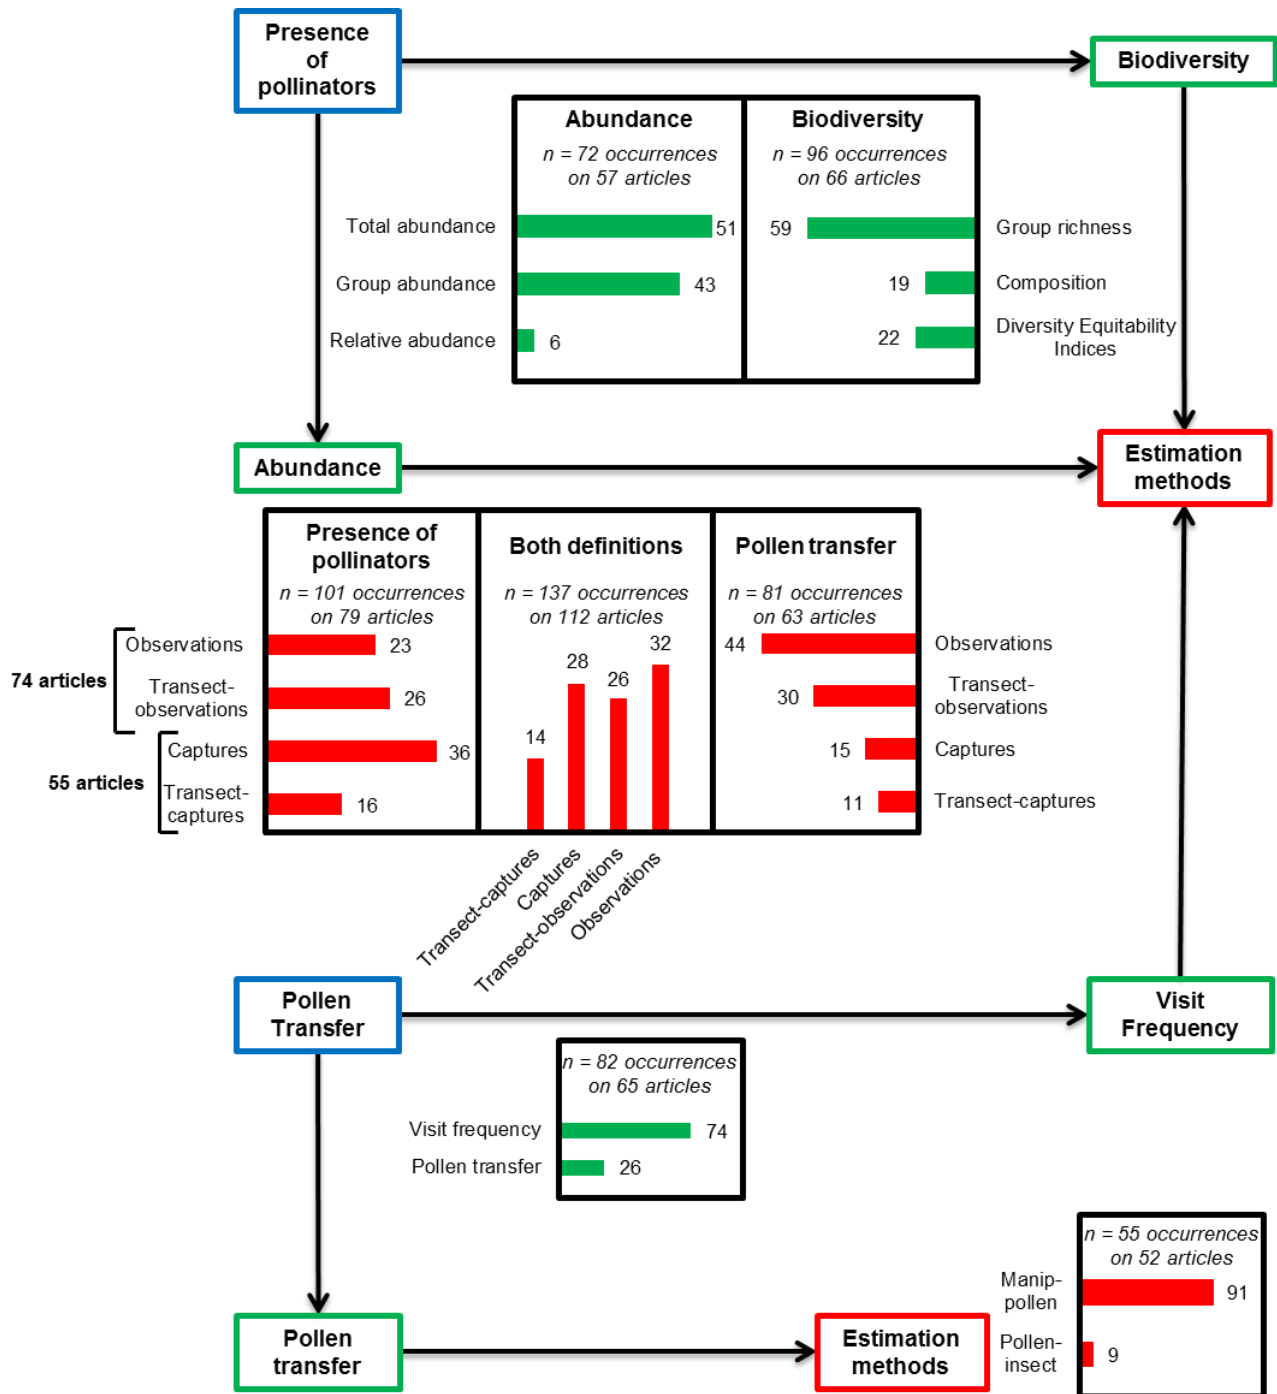 Presence
of
pollinators
Biodiversity
Abundance
n = 72 occurrences
on 57 articles
Biodiversity
n = 96 occurrences
on 66 articles
Total abundance
51
59
Group richness
Group abundance
43
19
Composition
Relative abudance
6
22
Diversity Equitability
Indices
Abundance
Estimation
methods
Presence of
pollinators
n = 101 occurrences
on 79 articles
Both definitions
n = 137 occurrences
on 112 articles
Pollen transfer
n = 81 occurrences
on 63 articles
74 articles
Observations
23
Transect-
observations
26
55 articles
Captures
36
Transect-
captures
16
14
28
26
32
Transect-captures
Captures
Transect-observations
Observations
44
Observations
30
Transect-
observations
15
Captures
11
Transect-captures
Pollen
Transfer
Visit
Frequency
n = 82 occurrences
on 65 articles
Visit frequency
74
Pollen transfer
26
n = 55 occurrences
on 52 articles
Manip-
pollen
91
Pollen-
insect
9
Pollen
transfer
Estimation
methods